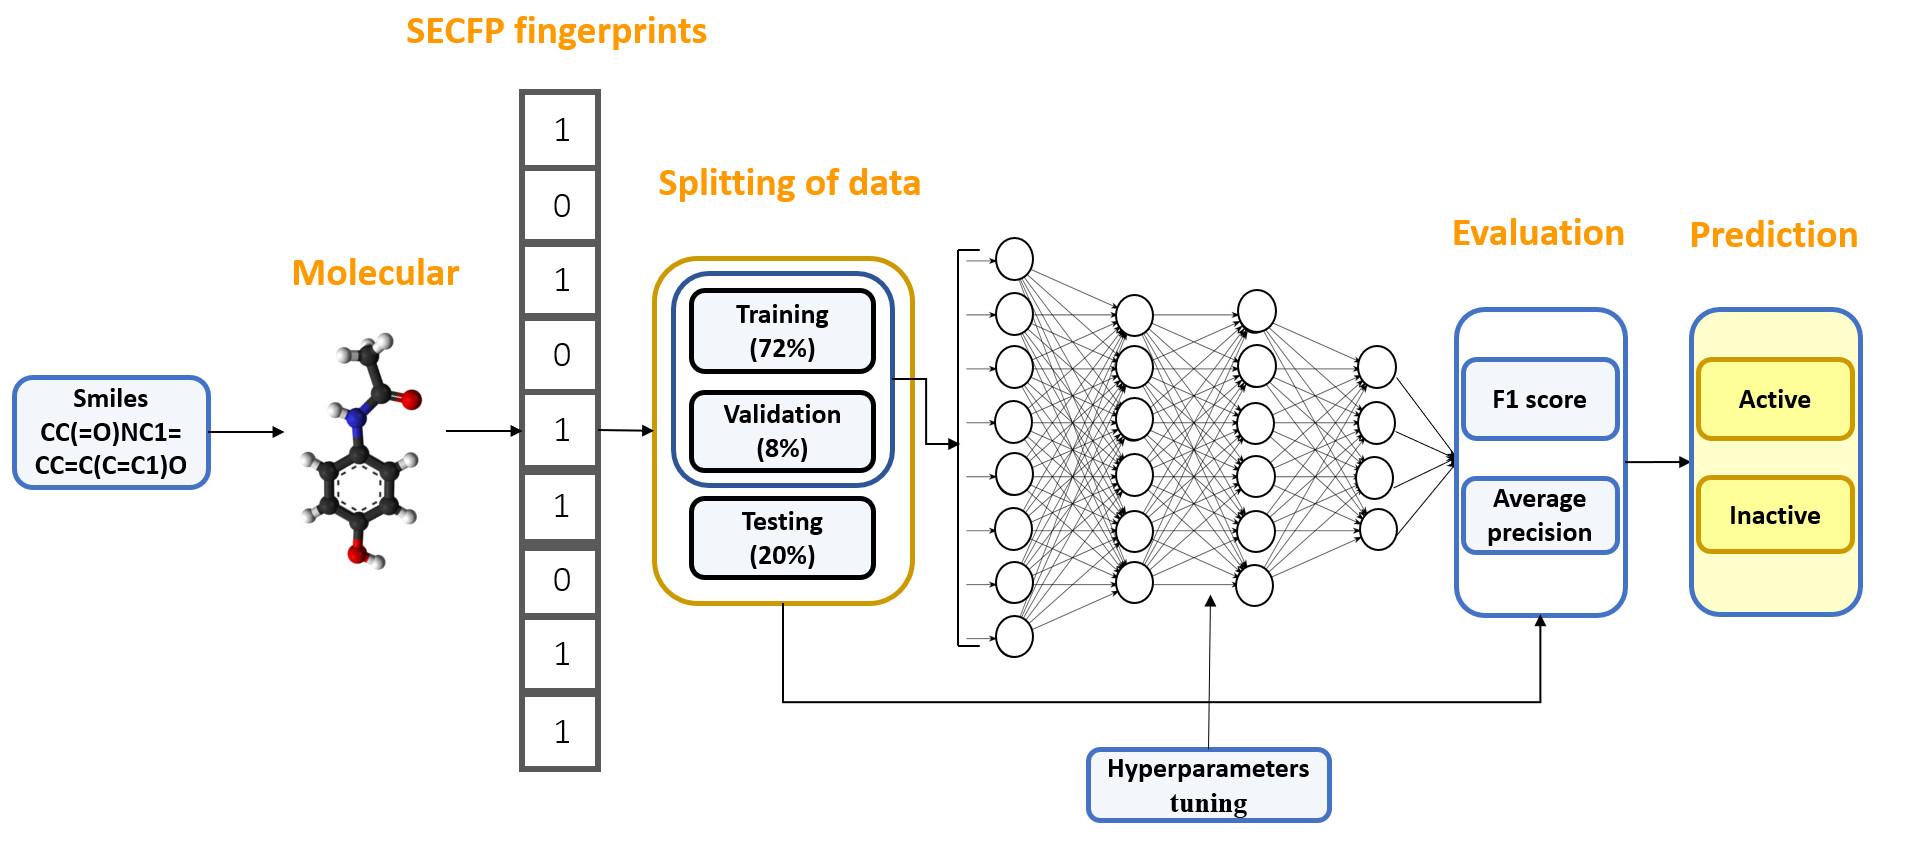 SECFP fingerprints
Splitting of data
Molecular
Evaluation
Prediction
Smiles
CC(=O)NC1=
CC=C(C=C1)O
1
0
1
0
1
1
0
1
1
Training
(72%)
Validation
(8%)
Testing
(20%)
F1 score
Average
precision
Active
Inactive
Hyperparameters
tuning